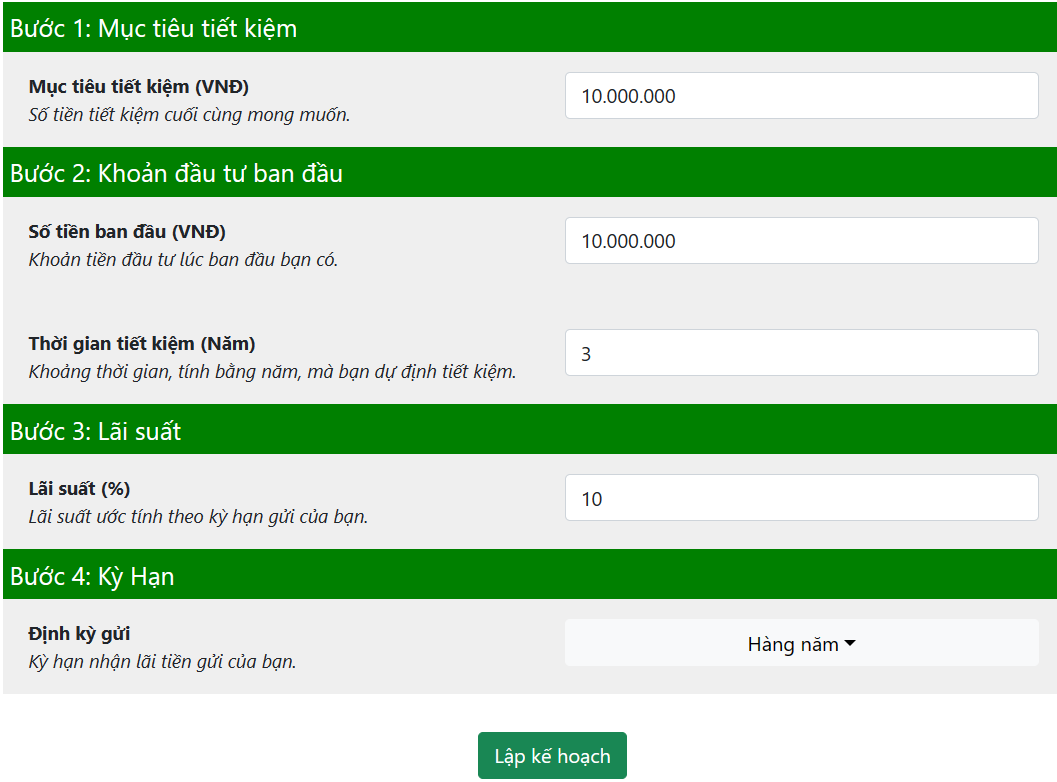 Bước 1: Mục tiêu tiết kiệm
Mục tiêu tiết kiệm (VNĐ)
Số tiền tiết kiệm cuối cùng mong muốn.
10.000.000
Bước 2: Khoản đầu tư ban đầu
Số tiền ban đầu (VNĐ)
Khoản tiền đầu tư lúc ban đầu bạn có.
10.000.000
Thời gian tiết kiệm (Năm)
Khoảng thời gian, tính bằng năm, mà bạn dự định tiết kiệm.
3
Bước 3: Lãi suất
Lãi suất (%)
Lãi suất ước tính theo kỳ hạn gửi của bạn.
10
Bước 4: Kỳ Hạn
Định kỳ gửi
Kỳ hạn nhận lãi tiền gửi của bạn.
Hàng năm
Lập kế hoạch